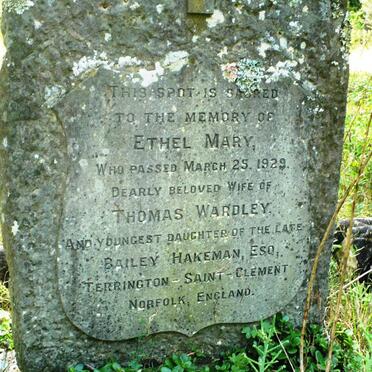 THIS SPOT IS SACRED
TO THE MEMORY OF
ETHEL MARY,
WHO PASSED MARCH 25, 1929.
DEARLY BELOVED WIFE OF
THOMAS WARDLEY.
AND YOUNGEST DAUGHTER OF THE LATE
BAILEY HAKEMAN, ESQ,
TERRINGTON-SAINT-CLEMENT
NORFOLK, ENGLAND.